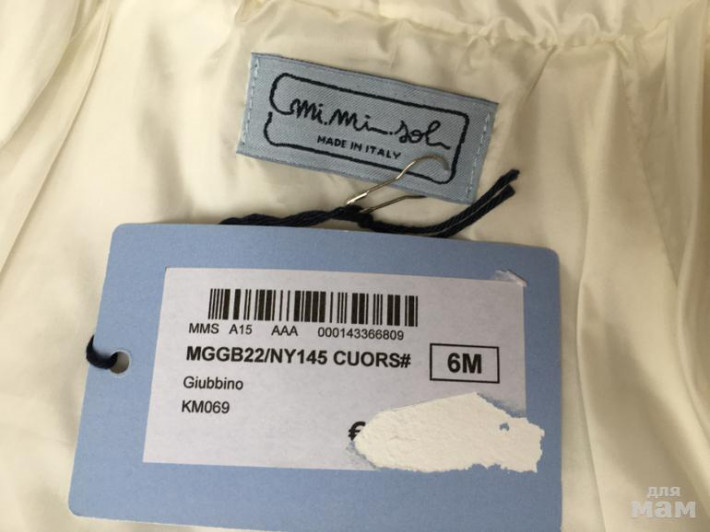 mi.mi.sol.
MADE IN ITALY
MMS A15 AAA 000143366809
MGGB22/NY145 CUORS# 6M
Giubbino
KM069
€
для
мам